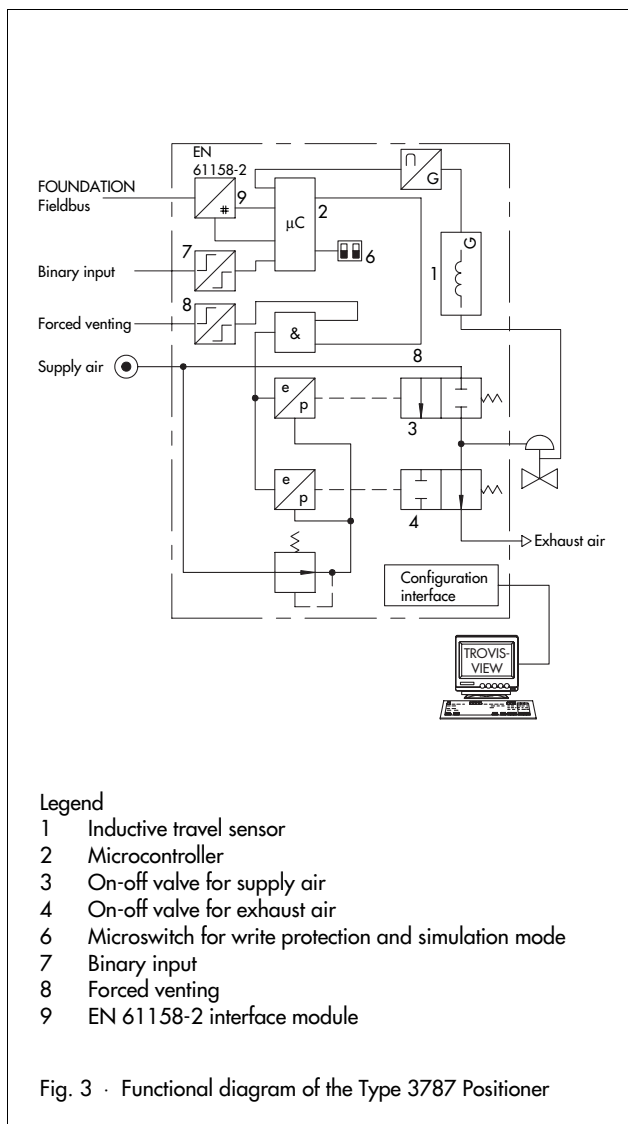 EN
61158-2
FOUNDATION
Fieldbus
#
9
µC
2
G
6
7
Binary input
G
1
8
Forced venting
&
8
Supply air
e
p
3
e
p
4
Exhaust air
Configuration
interface
TROVIS-
VIEW
Legend
1 Inductive travel sensor
2 Microcontroller
3 On-off valve for supply air
4 On-off valve for exhaust air
6 Microswitch for write protection and simulation mode
7 Binary input
8 Forced venting
9 EN 61158-2 interface module
Fig. 3 · Functional diagram of the Type 3787 Positioner